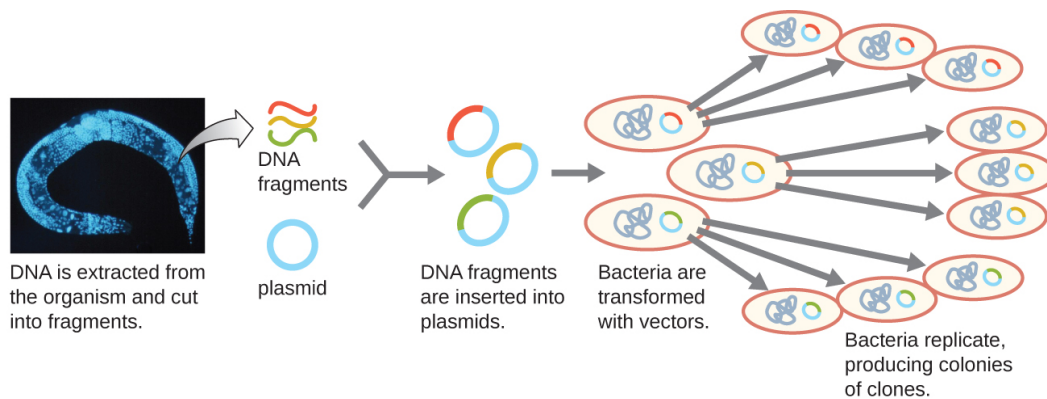 DNA
fragments
plasmid
DNA is extracted from
the organism and cut
into fragments.
DNA fragments
are inserted into
plasmids.
Bacteria are
transformed
with vectors.
Bacteria replicate,
producing colonies
of clones.